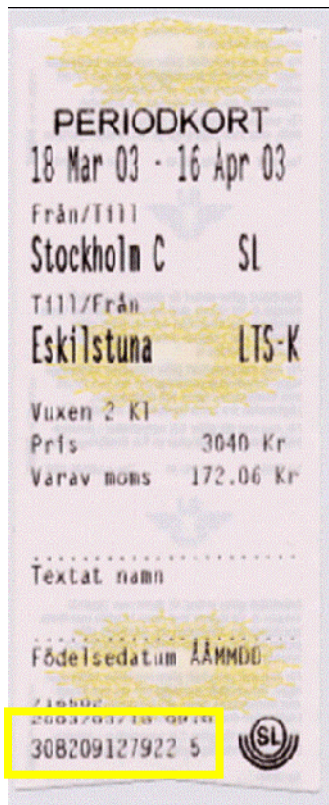 PERIODKORT
18 Mar 03 - 16 Apr 03
Från/Till
Stockholm C SL
Till/Från
Eskilstuna LTS-K
Vuxen 2 Kl
Pris 3040 Kr
Varav moms 172.06 Kr
Textat namn
Födelsedatum ÅÅMMDD
308209127922 5
SL